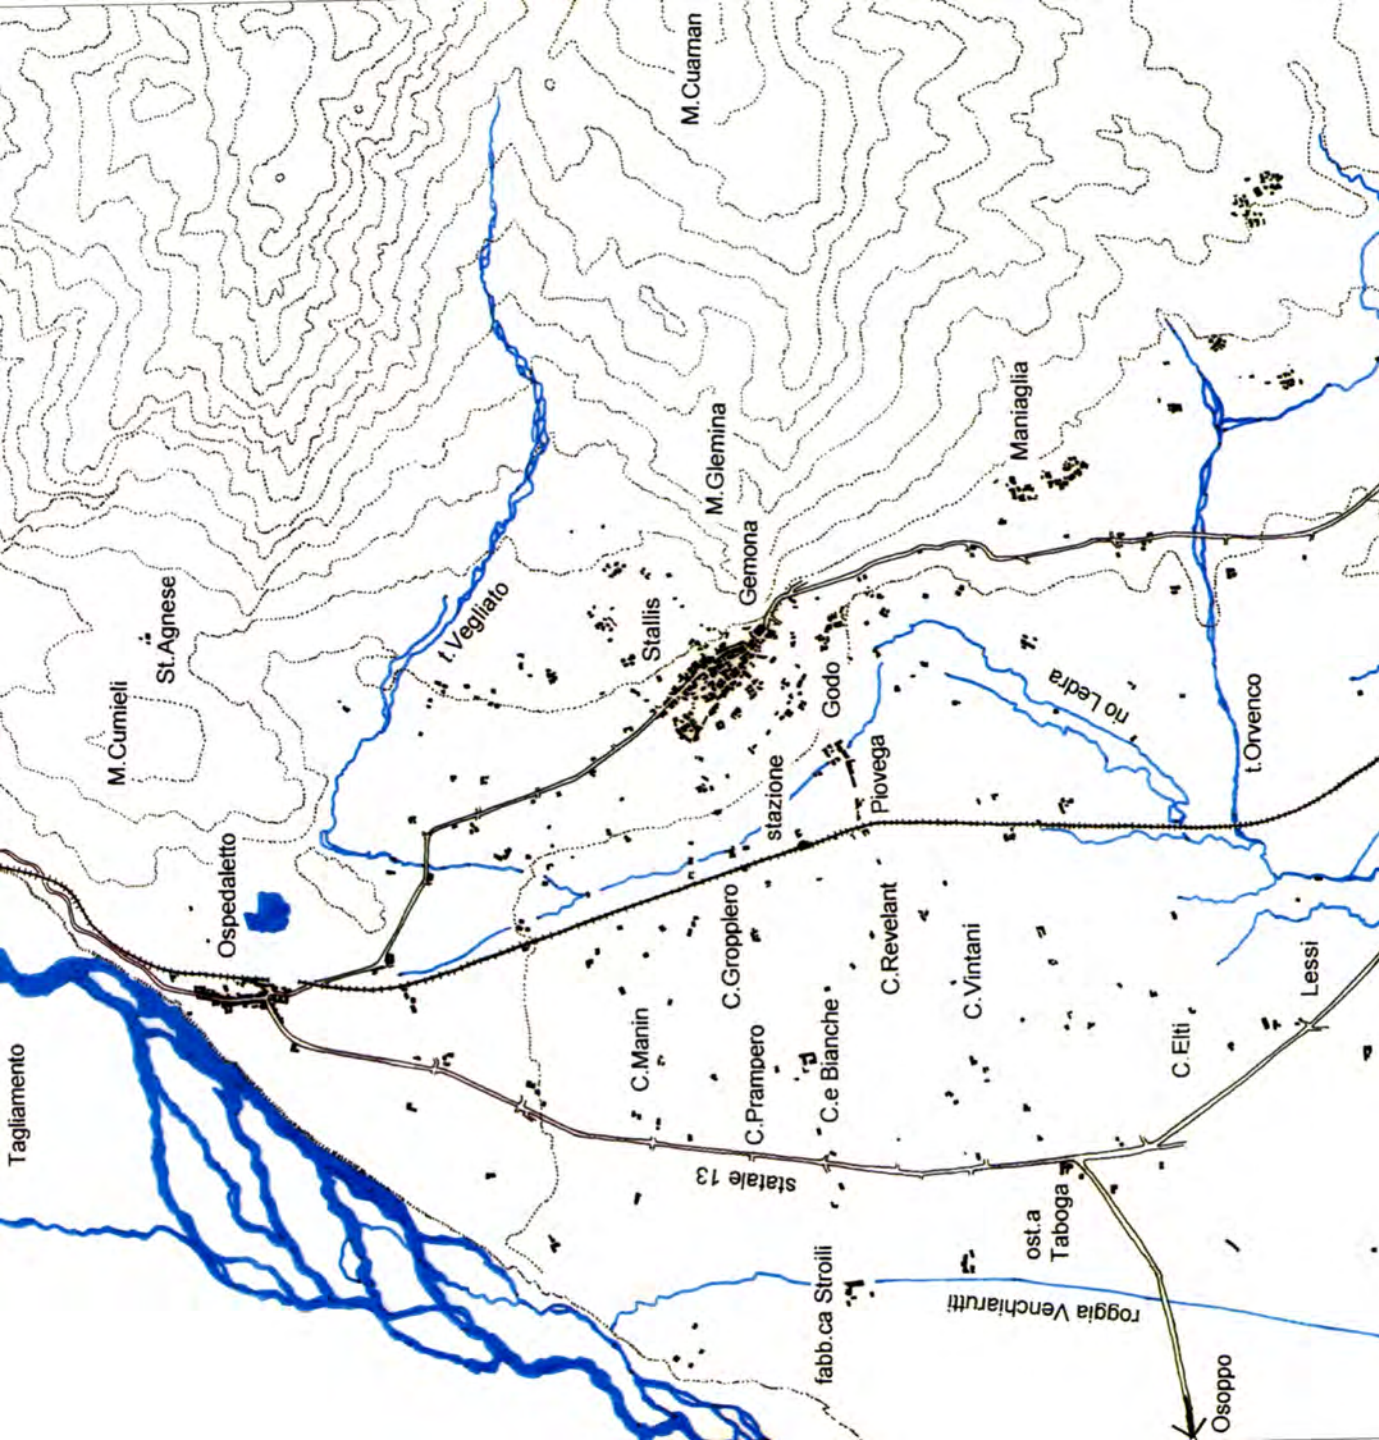 Tagliamento
Ospedaletto
M.Cumieli
St.Agnese
t.Vegliato
Stallis
M.Glemina
Gemona
M.Cuarnan
Godo
stazione
Piovega
Maniaglia
rio Ledra
t.Orvenco
C.Manin
C.Gropplero
C.Prampero
C.e Bianche
C.Revelant
C.Vintani
C.Elti
Lessi
statale 13
ost.a
Taboga
fabb.ca Stroili
roggia Venchiarutti
Osoppo